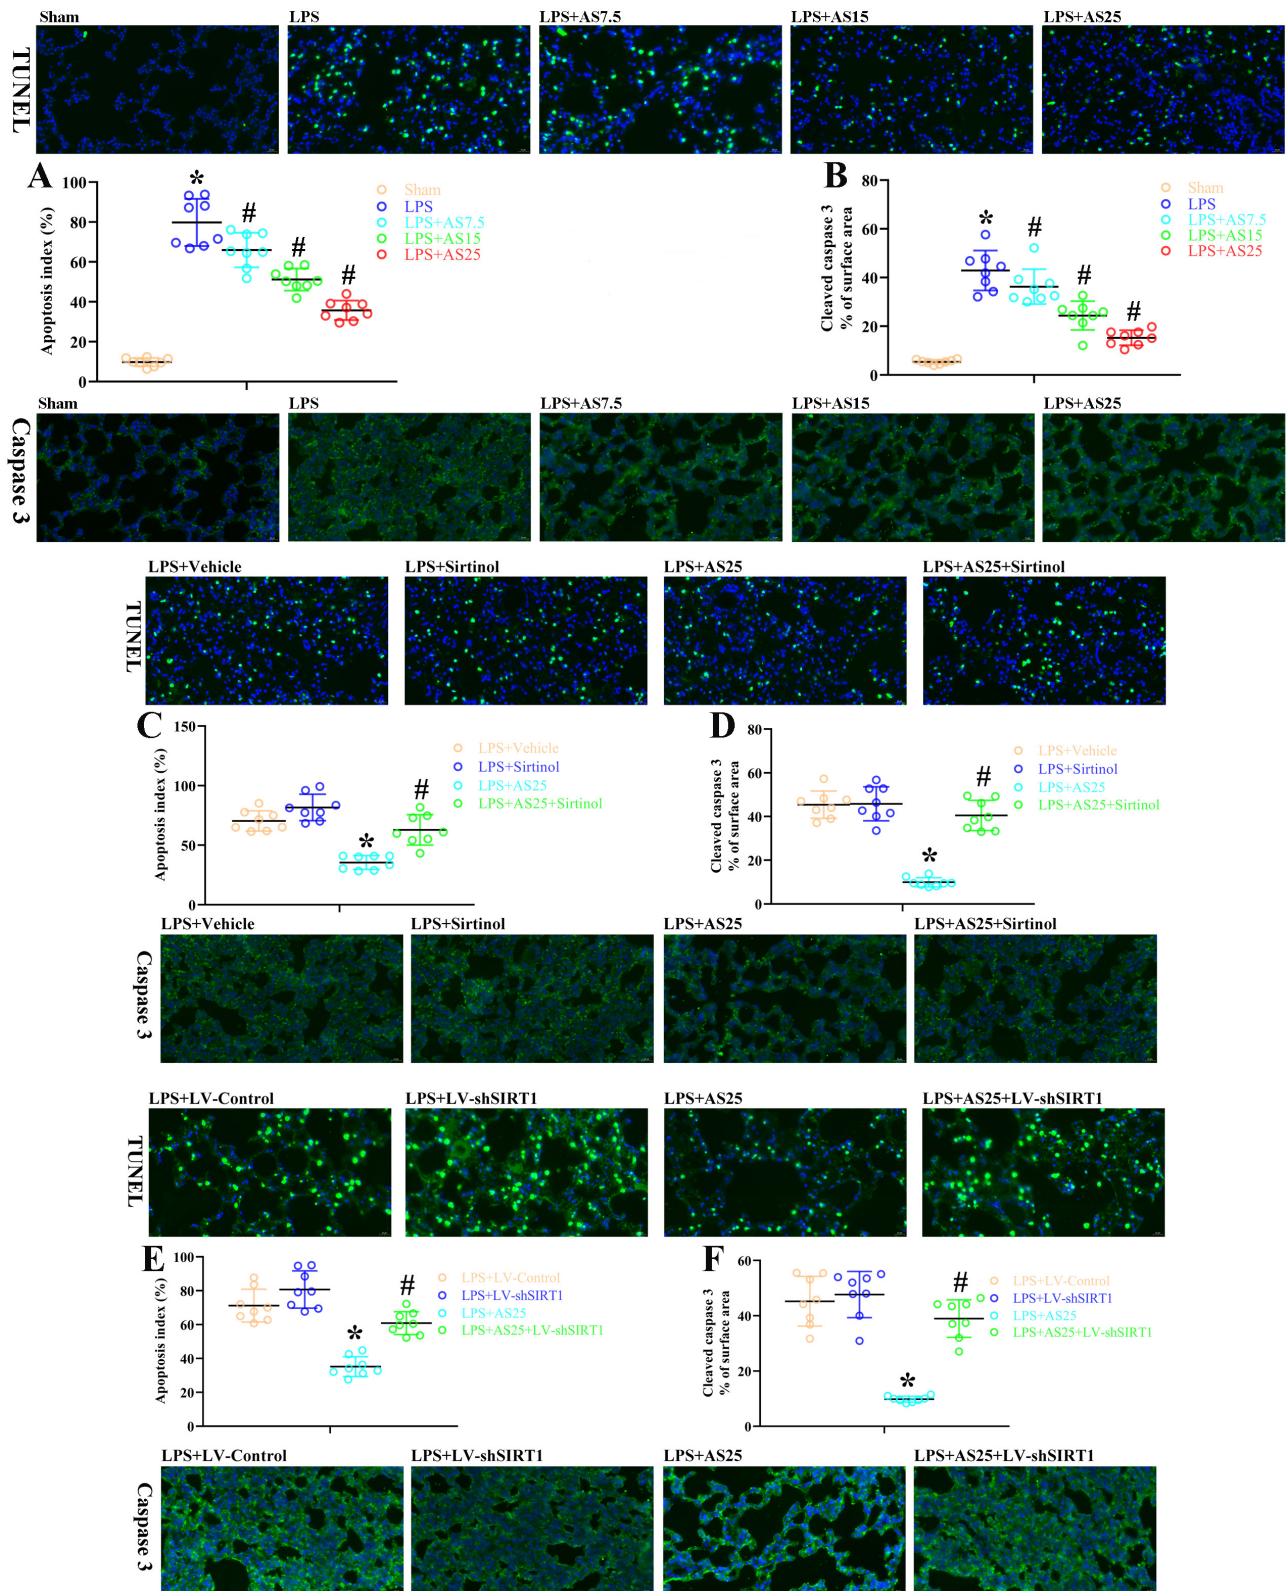 Sham LPS LPS+AS7.5 LPS+AS15 LPS+AS25
TUNEL
A
Apoptosis index (%)
100
80
60
40
20
0
*
#
#
#
Sham
LPS
LPS+AS7.5
LPS+AS15
LPS+AS25
B
Cleaved caspase 3
% of surface area
80
60
40
20
0
*
#
#
#
Sham
LPS
LPS+AS7.5
LPS+AS15
LPS+AS25
Sham LPS LPS+AS7.5 LPS+AS15 LPS+AS25
Caspase 3
LPS+Vehicle LPS+Sirtinol LPS+AS25 LPS+AS25+Sirtinol
TUNEL
C
Apoptosis index (%)
150
100
50
0
*
#
LPS+Vehicle
LPS+Sirtinol
LPS+AS25
LPS+AS25+Sirtinol
D
Cleaved caspase 3
% of surface area
80
60
40
20
0
*
#
LPS+Vehicle
LPS+Sirtinol
LPS+AS25
LPS+AS25+Sirtinol
LPS+Vehicle LPS+Sirtinol LPS+AS25 LPS+AS25+Sirtinol
Caspase 3
LPS+LV-Control LPS+LV-shSIRT1 LPS+AS25 LPS+AS25+LV-shSIRT1
TUNEL
E
Apoptosis index (%)
100
80
60
40
20
0
*
#
LPS+LV-Control
LPS+LV-shSIRT1
LPS+AS25
LPS+AS25+LV-shSIRT1
F
Cleaved caspase 3
% of surface area
60
40
20
0
*
#
LPS+LV-Control
LPS+LV-shSIRT1
LPS+AS25
LPS+AS25+LV-shSIRT1
LPS+LV-Control LPS+LV-shSIRT1 LPS+AS25 LPS+AS25+LV-shSIRT1
Caspase 3